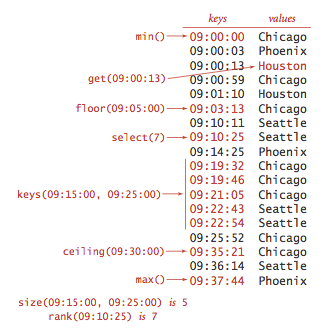 keys values
min() 09:00:00 Chicago
09:00:03 Phoenix
09:00:13 Houston
get(09:00:13) 09:00:59 Chicago
09:01:10 Houston
floor(09:05:00) 09:03:13 Chicago
09:10:11 Seattle
select(7) 09:10:25 Seattle
09:14:25 Phoenix
09:19:32 Chicago
09:19:46 Chicago
keys(09:15:00, 09:25:00) 09:21:05 Chicago
09:22:43 Seattle
09:22:54 Seattle
09:25:52 Chicago
ceiling(09:30:00) 09:35:21 Chicago
09:36:14 Seattle
max() 09:37:44 Phoenix
size(09:15:00, 09:25:00) is 5
rank(09:10:25) is 7